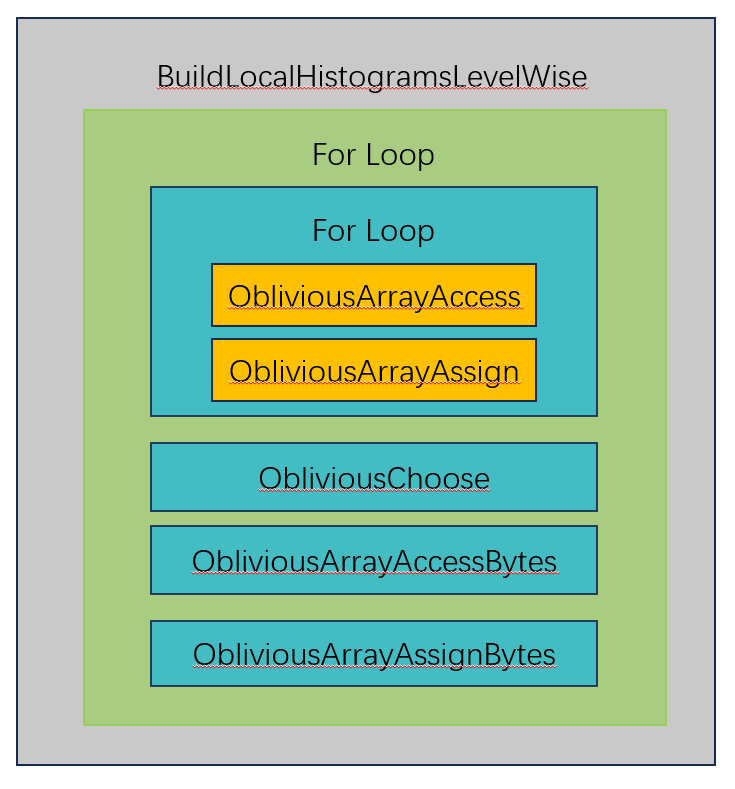 BuildLocalHistogramsLevelWise
For Loop
For Loop
ObliviousArrayAccess
ObliviousArrayAssign
ObliviousChoose
ObliviousArrayAccessBytes
ObliviousArrayAssignBytes